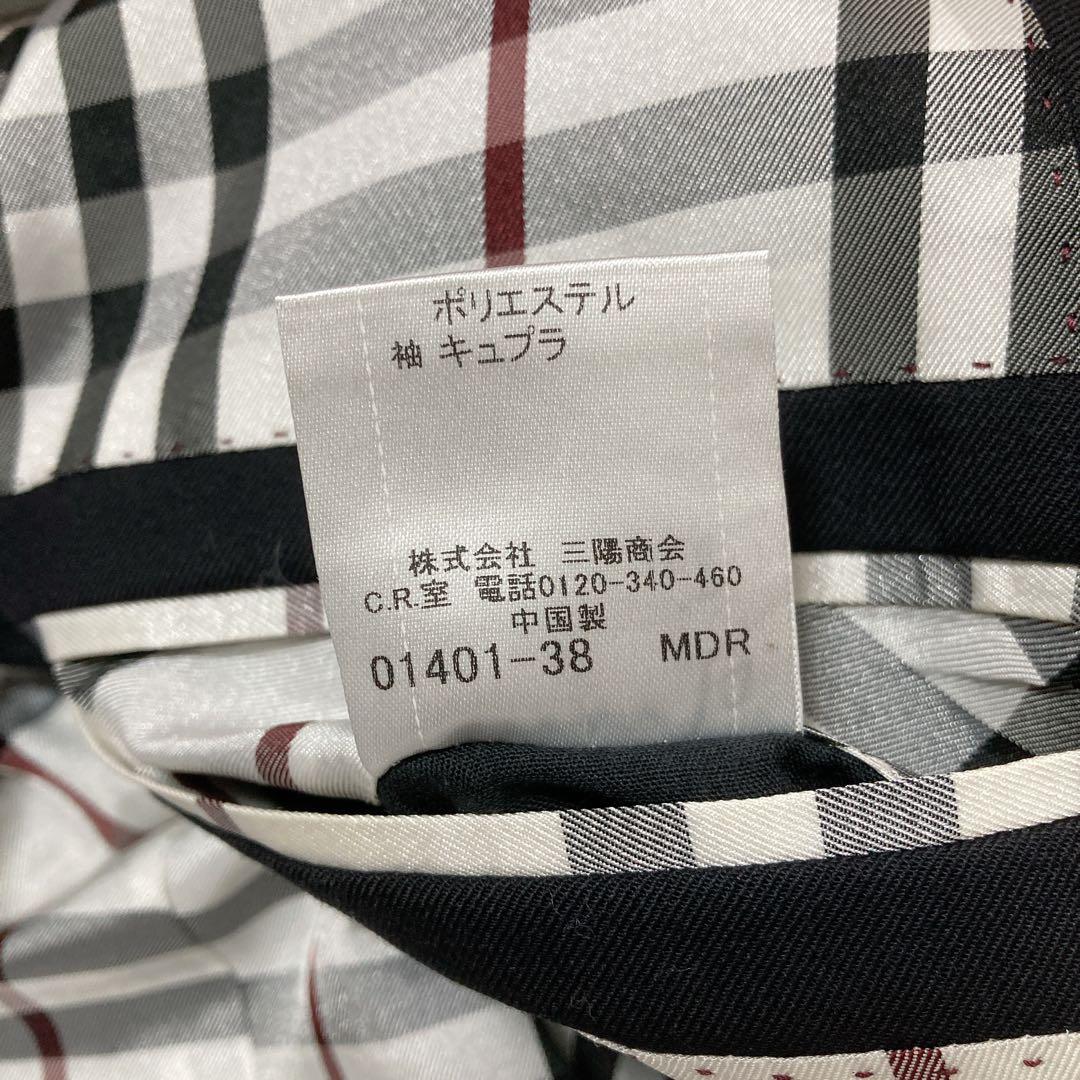 ポリエステル
袖 キュプラ
株式会社 三陽商会
C.R.室 電話0120-340-460
中国製
01401-38 MDR